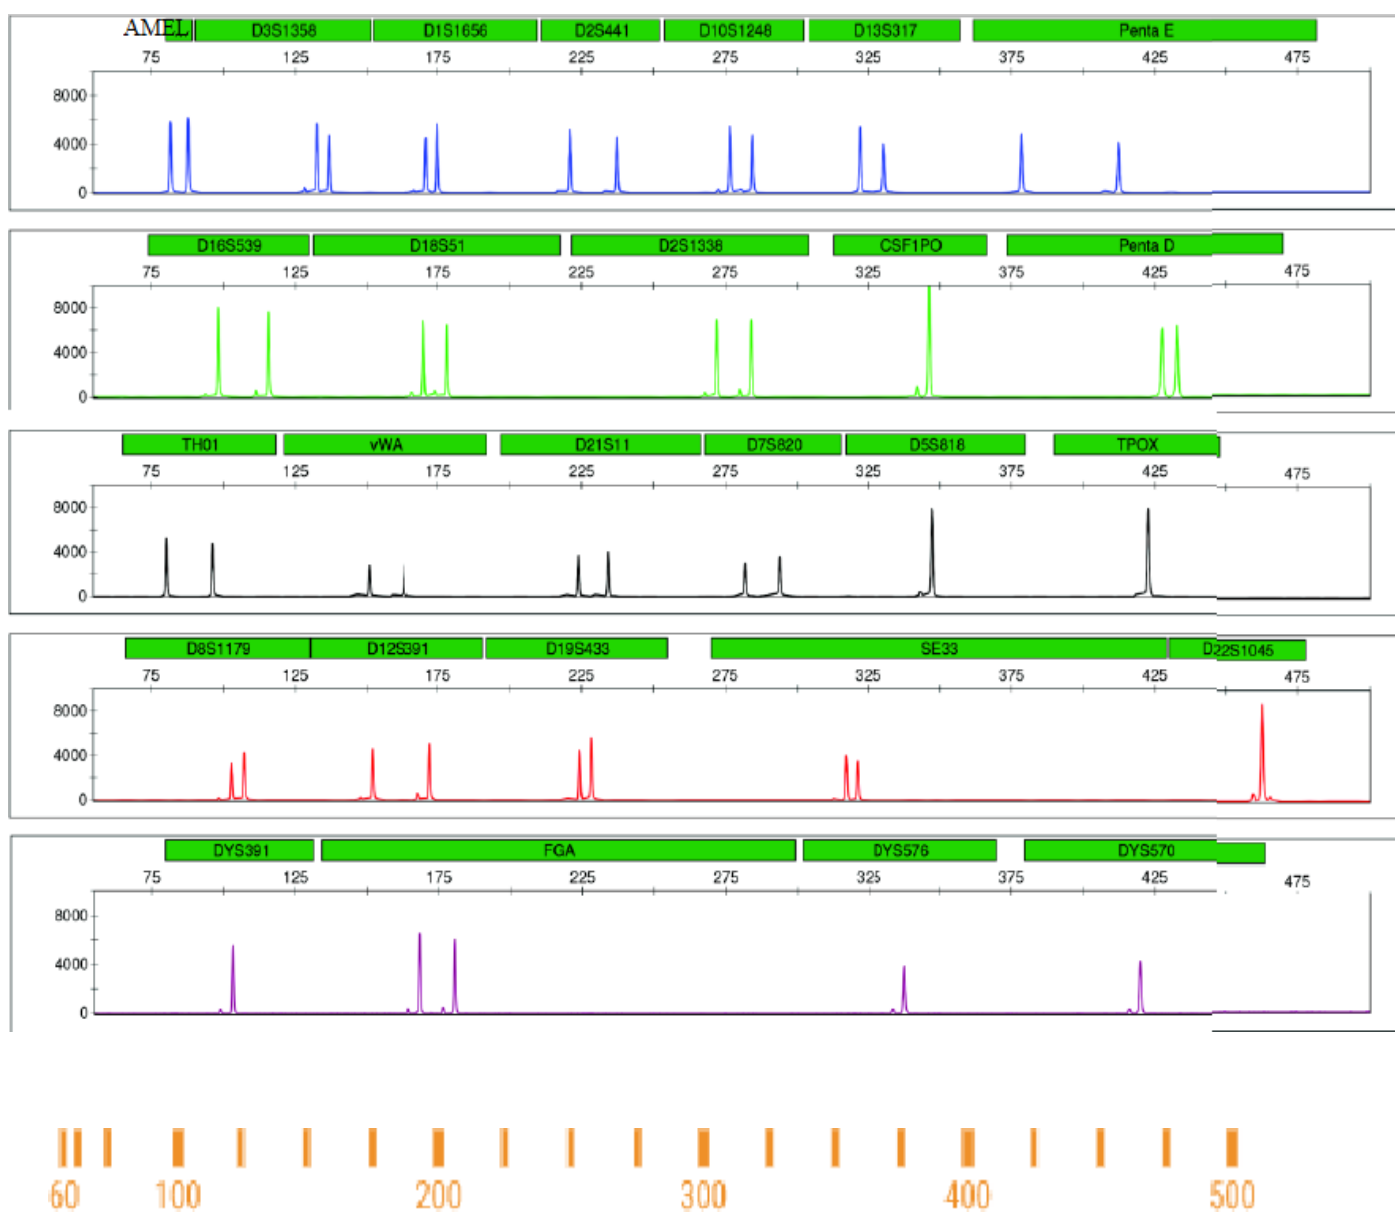 AMEL D3S1358 D1S1656 D2S441 D10S1248 D13S317 Penta E
75 125 175 225 275 325 375 425 475
8000
4000
0
D16S539 D18S51 D2S1338 CSF1PO Penta D
75 125 175 225 275 325 375 425 475
8000
4000
0
TH01 vWA D21S11 D7S820 D5S818 TPOX
75 125 175 225 275 325 375 425 475
8000
4000
0
D8S1179 D12S391 D19S433 SE33 D22S1045
75 125 175 225 275 325 375 425 475
8000
4000
0
DYS391 FGA DYS576 DYS570
75 125 175 225 275 325 375 425 475
8000
4000
0
60 100 200 300 400 500